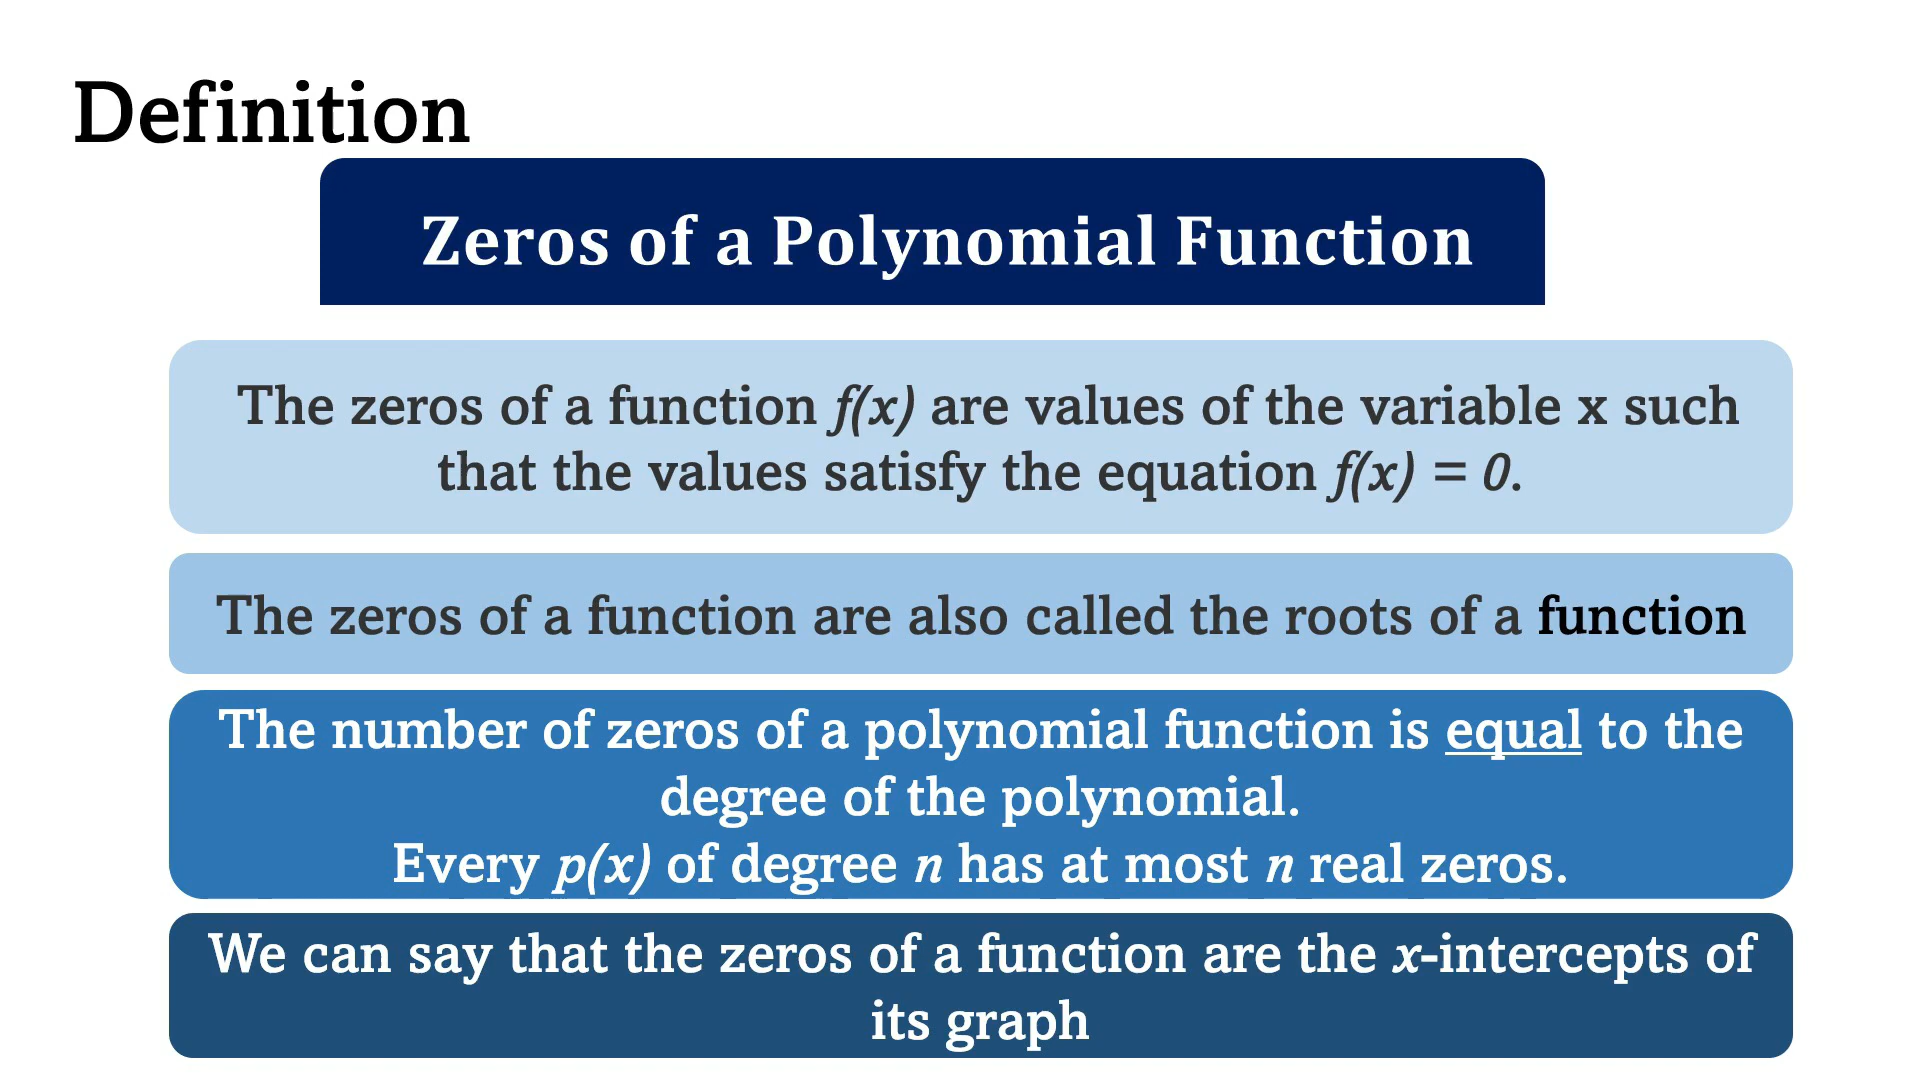 Definition
Zeros of a Polynomial Function
The zeros of a function f(x) are values of the variable x such
that the values satisfy the equation f(x) = 0.
The zeros of a function are also called the roots of a function
The number of zeros of a polynomial function is equal to the
degree of the polynomial.
Every p(x) of degree n has at most n real zeros.
We can say that the zeros of a function are the x-intercepts of
its graph